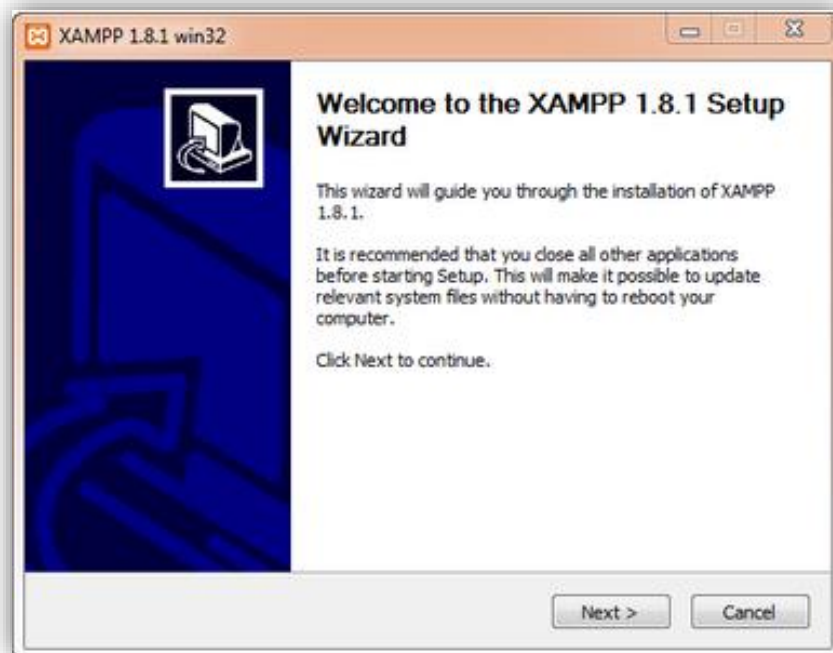 XAMPP 1.8.1 win32
Welcome to the XAMPP 1.8.1 Setup
Wizard
This wizard will guide you through the installation of XAMPP
1.8.1.
It is recommended that you close all other applications
before starting Setup. This will make it possible to update
relevant system files without having to reboot your
computer.
Click Next to continue.
Next >
Cancel